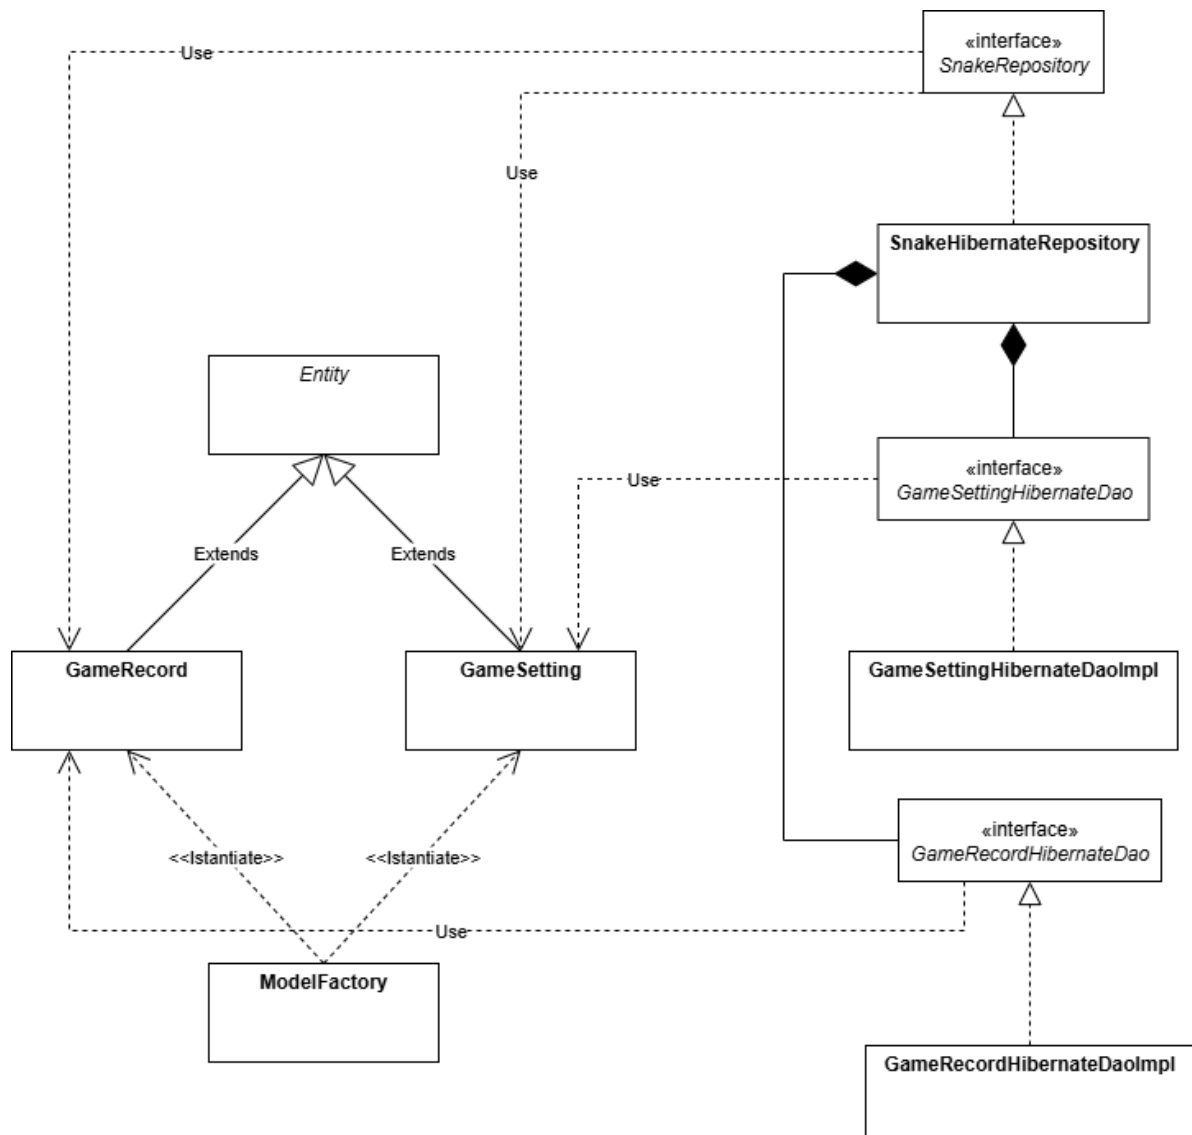 «interface»
SnakeRepository
Use
Use
SnakeHibernateRepository
Entity
«interface»
GameSettingHibernateDao
Use
Extends
Extends
GameRecord
GameSetting
GameSettingHibernateDaoImpl
«interface»
GameRecordHibernateDao
<<Istantiate>>
<<Istantiate>>
Use
ModelFactory
GameRecordHibernateDaoImpl